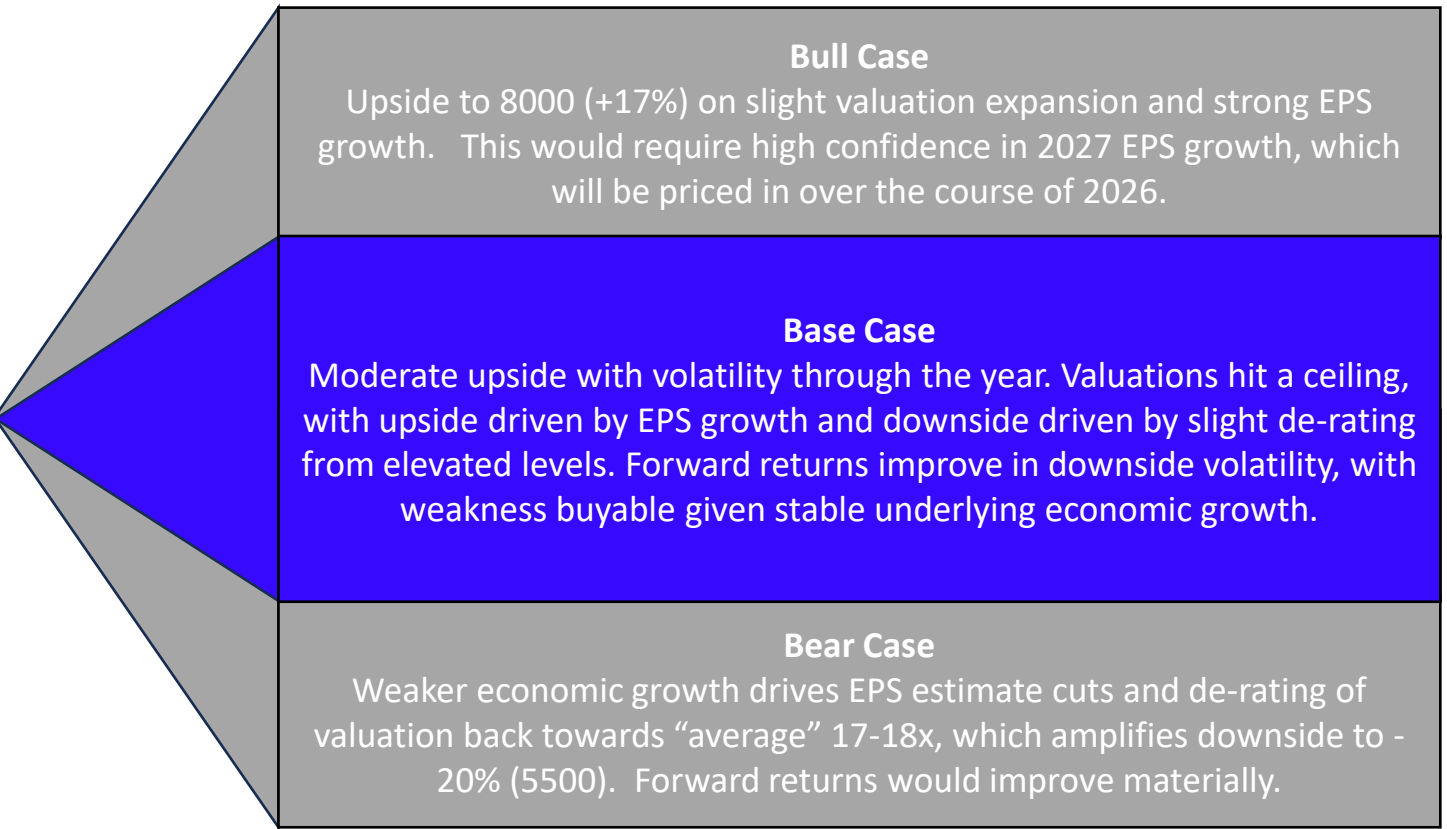 Bull Case
Upside to 8000 (+17%) on slight valuation expansion and strong EPS
growth.   This would require high confidence in 2027 EPS growth, which
will be priced in over the course of 2026.
Base Case
Moderate upside with volatility through the year. Valuations hit a ceiling,
with upside driven by EPS growth and downside driven by slight de-rating
from elevated levels. Forward returns improve in downside volatility, with
weakness buyable given stable underlying economic growth.
Bear Case
Weaker economic growth drives EPS estimate cuts and de-rating of
valuation back towards “average” 17-18x, which amplifies downside to -
20% (5500).  Forward returns would improve materially.